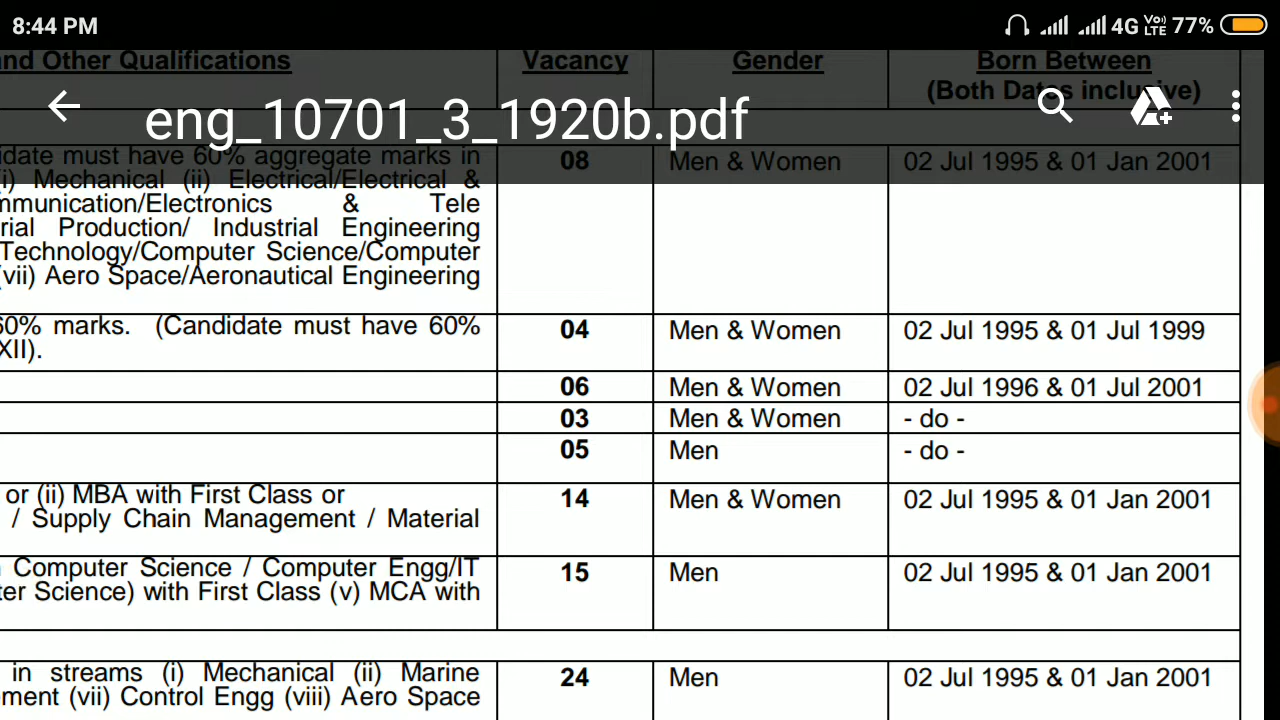 8:44 PM 4G VoLTE 77%
nd Other Qualifications Vacancy Gender Born Between
(Both Dates inclusive)
eng_10701_3_1920b.pdf
idate must have 60% aggregate marks in 08 Men & Women 02 Jul 1995 & 01 Jan 2001
i) Mechanical (ii) Electrical/Electrical &
mmunication/Electronics & Tele
rial Production/ Industrial Engineering
Technology/Computer Science/Computer
(vii) Aero Space/Aeronautical Engineering
60% marks. (Candidate must have 60% 04 Men & Women 02 Jul 1995 & 01 Jul 1999
XII).
06 Men & Women 02 Jul 1996 & 01 Jul 2001
03 Men & Women - do -
05 Men - do -
or (ii) MBA with First Class or 14 Men & Women 02 Jul 1995 & 01 Jan 2001
/ Supply Chain Management / Material
Computer Science / Computer Engg/IT 15 Men 02 Jul 1995 & 01 Jan 2001
ter Science) with First Class (v) MCA with
in streams (i) Mechanical (ii) Marine 24 Men 02 Jul 1995 & 01 Jan 2001
ment (vii) Control Engg (viii) Aero Space